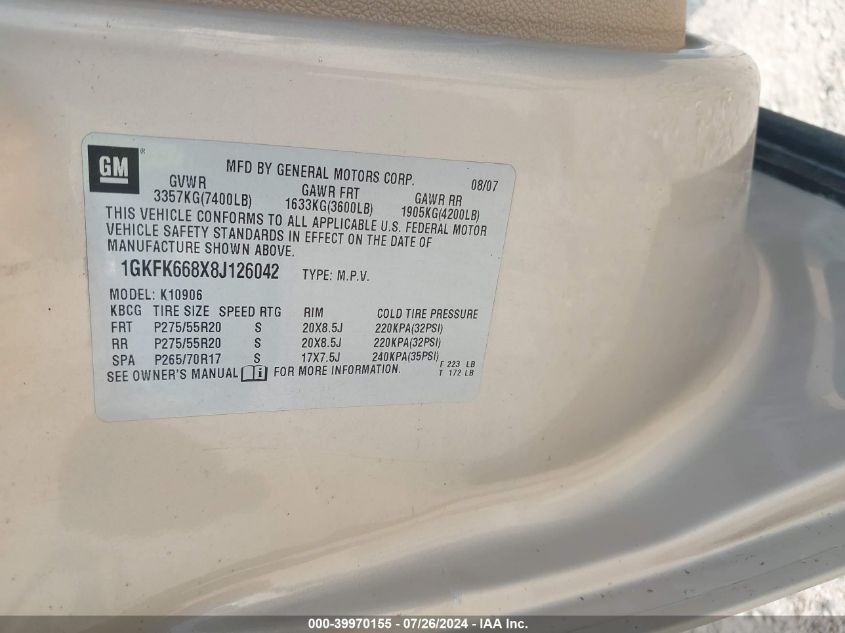 GM®
MFD BY GENERAL MOTORS CORP. 08/07
GVWR GAWR FRT GAWR RR
3357KG(7400LB) 1633KG(3600LB) 1905KG(4200LB)
THIS VEHICLE CONFORMS TO ALL APPLICABLE U.S. FEDERAL MOTOR
VEHICLE SAFETY STANDARDS IN EFFECT ON THE DATE OF
MANUFACTURE SHOWN ABOVE.
1GKFK668X8J126042 TYPE: M.P.V.
MODEL: K10906
KBCG TIRE SIZE SPEED RTG RIM COLD TIRE PRESSURE
FRT P275/55R20 S 20X8.5J 220KPA(32PSI)
RR P275/55R20 S 20X8.5J 220KPA(32PSI)
SPA P265/70R17 S 17X7.5J 240KPA(35PSI) F 223 LB
SEE OWNER'S MANUAL i FOR MORE INFORMATION. T 172 LB
000-39970155 - 07/26/2024 - IAA Inc.